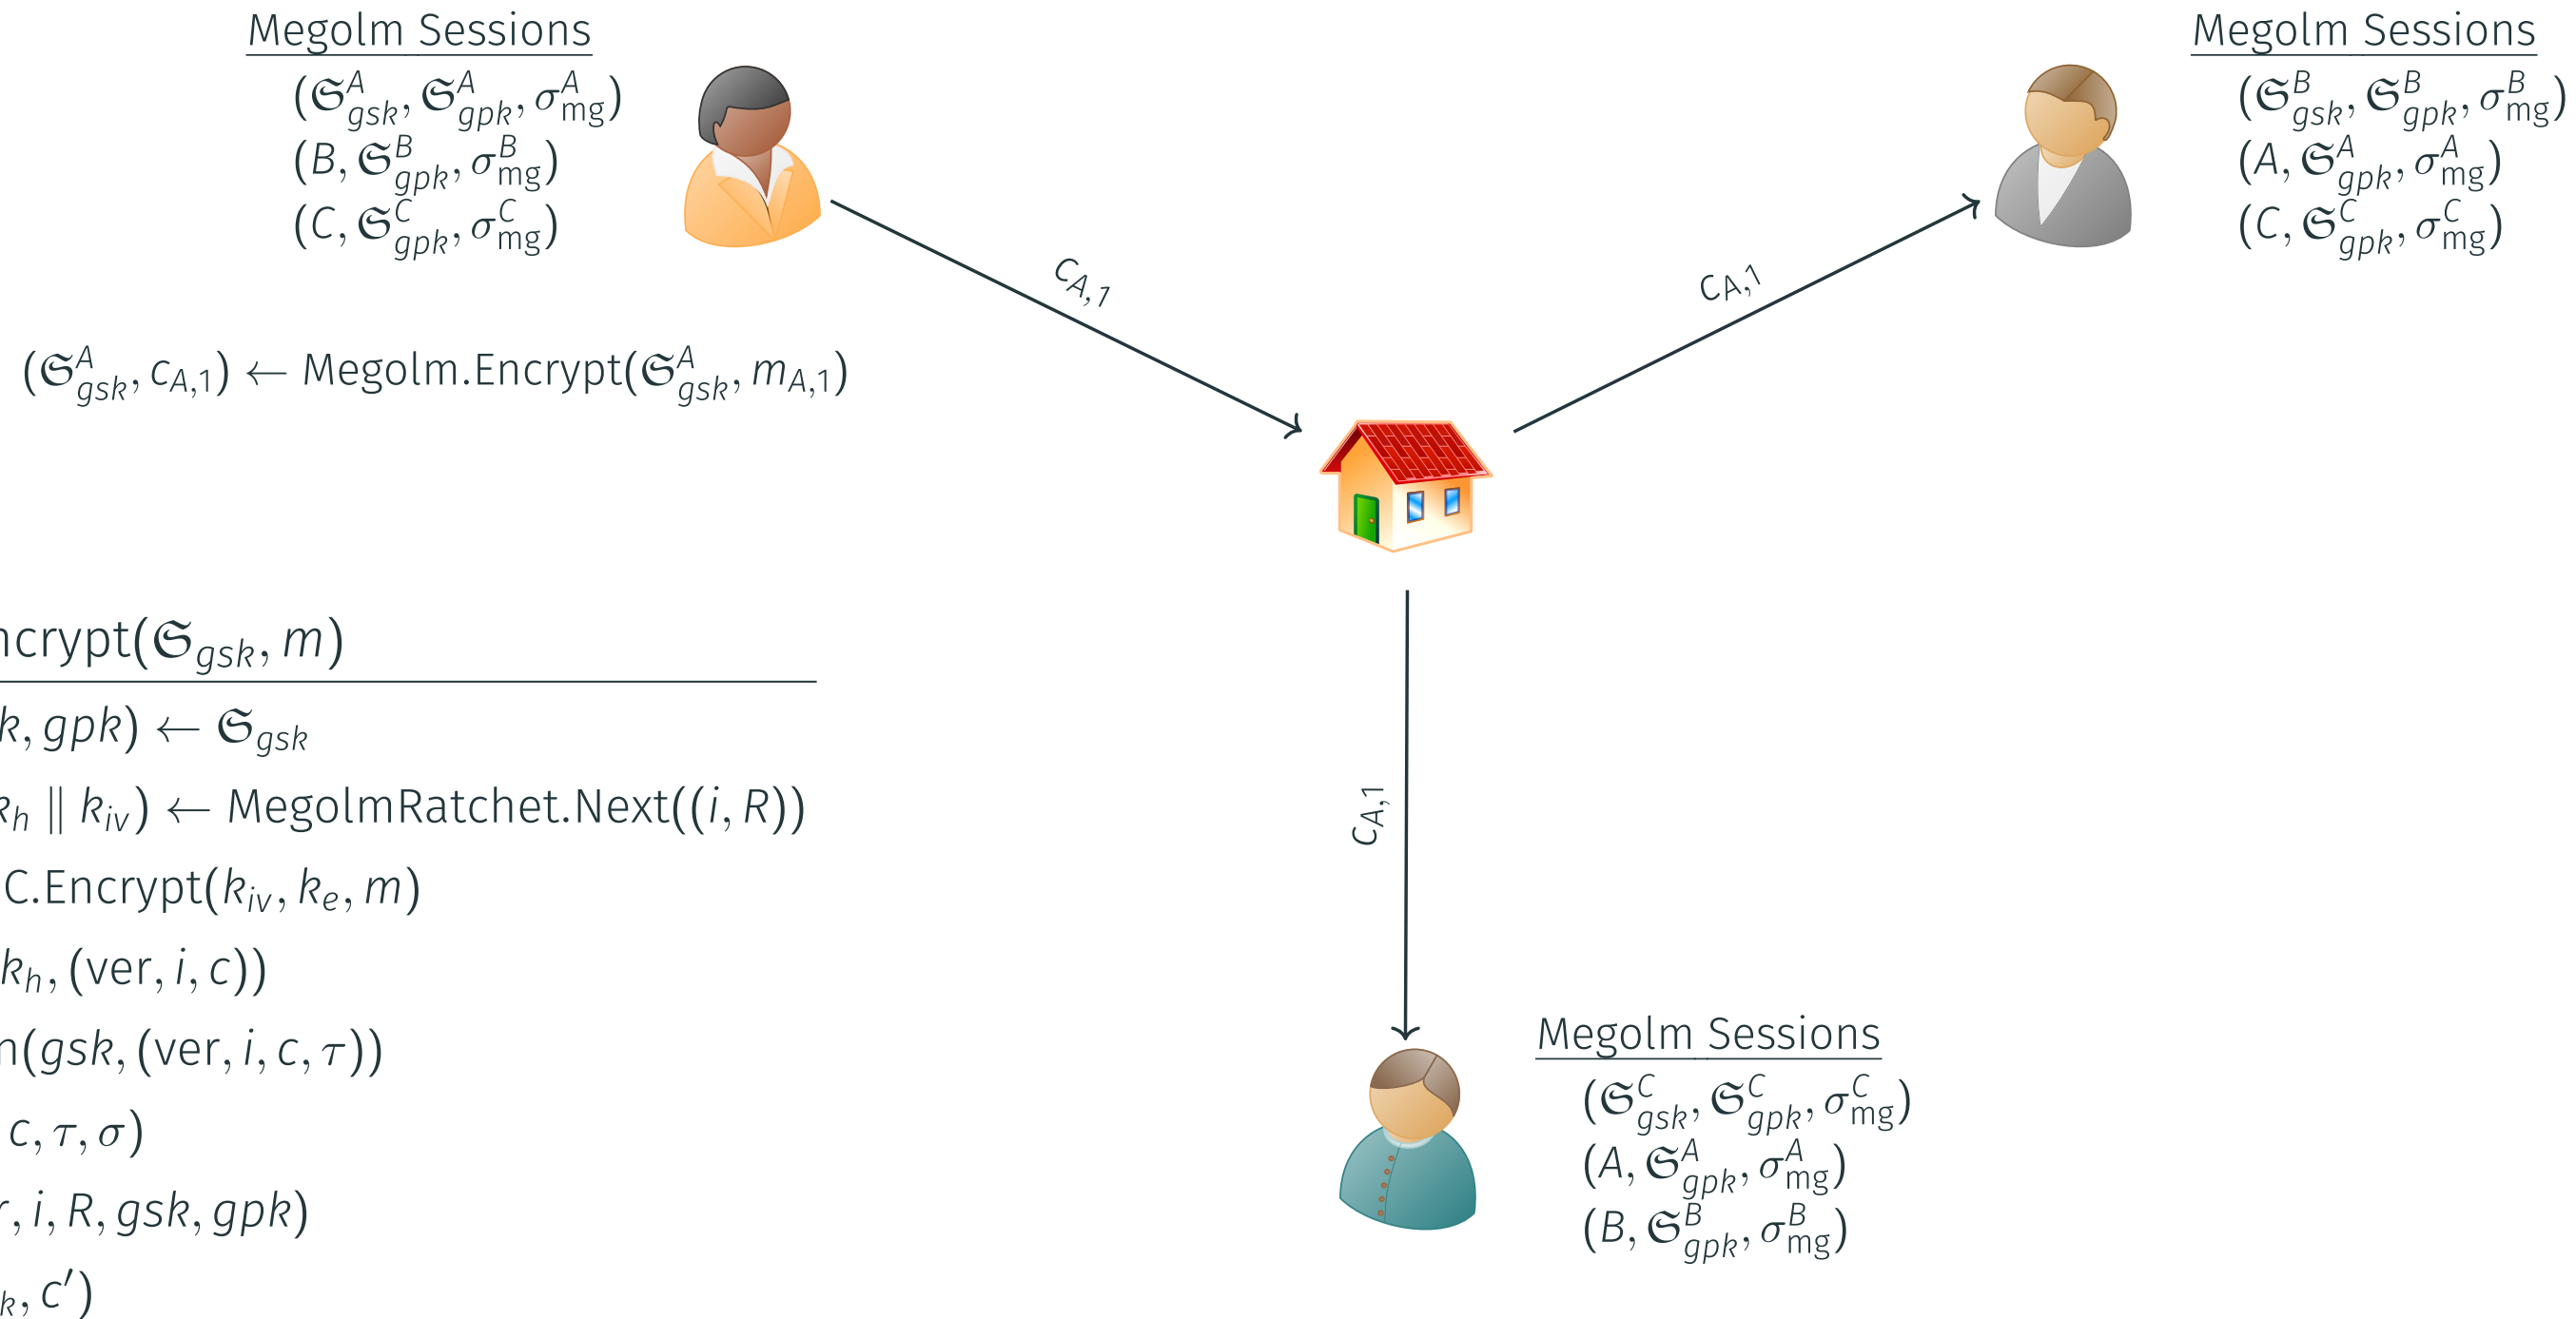 Megolm Sessions
(𝔖^A_gsk, 𝔖^A_gpk, σ^A_mg)
(B, 𝔖^B_gpk, σ^B_mg)
(C, 𝔖^C_gpk, σ^C_mg)
Megolm Sessions
(𝔖^B_gsk, 𝔖^B_gpk, σ^B_mg)
(A, 𝔖^A_gpk, σ^A_mg)
(C, 𝔖^C_gpk, σ^C_mg)
c_A,1
c_A,1
(𝔖^A_gsk, c_A,1) ← Megolm.Encrypt(𝔖^A_gsk, m_A,1)
ncrypt(𝔖_gsk, m)
k, gpk) ← 𝔖_gsk
k_h ∥ k_iv) ← MegolmRatchet.Next((i, R))
C.Encrypt(k_iv, k_e, m)
k_h, (ver, i, c))
n(gsk, (ver, i, c, τ))
c, τ, σ)
r, i, R, gsk, gpk)
k, c′)
c_A,1
Megolm Sessions
(𝔖^C_gsk, 𝔖^C_gpk, σ^C_mg)
(A, 𝔖^A_gpk, σ^A_mg)
(B, 𝔖^B_gpk, σ^B_mg)